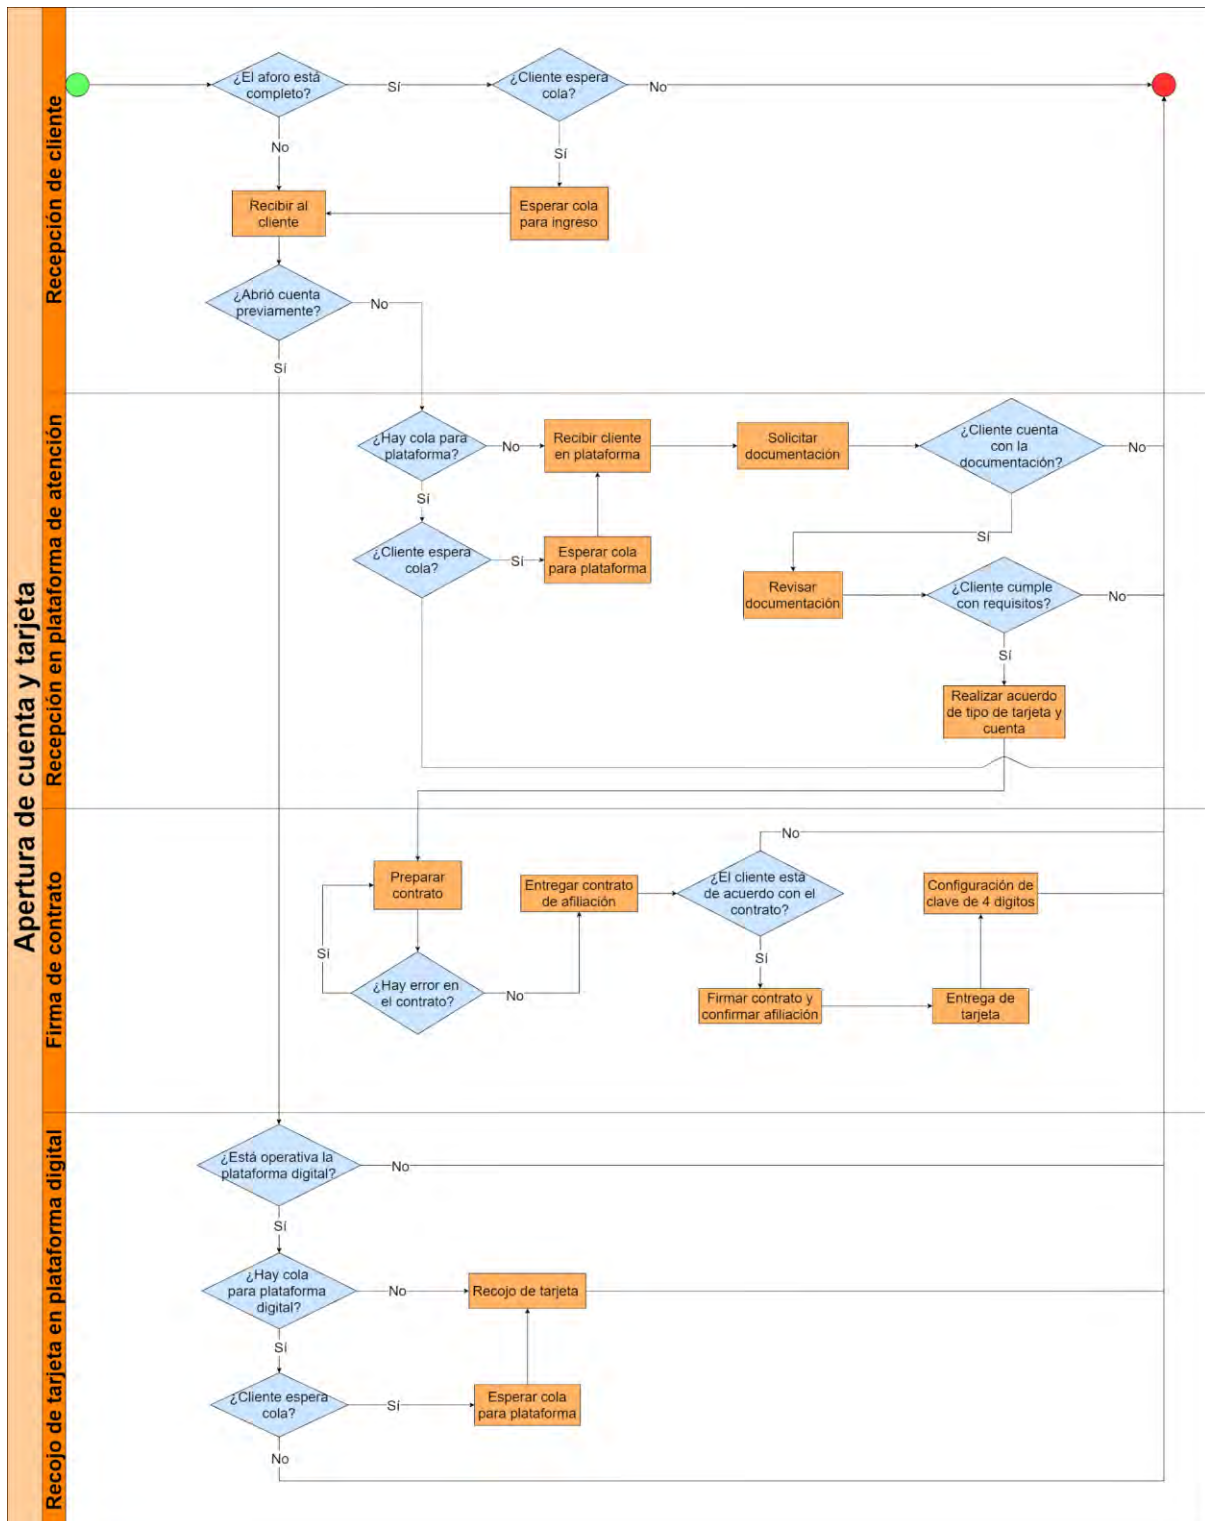 Apertura de cuenta y tarjeta
Recepción de cliente
¿El aforo está
completo?
Sí
¿Cliente espera
cola?
No
No
Sí
Recibir al
cliente
Esperar cola
para ingreso
¿Abrió cuenta
previamente?
No
Sí
Recepción en plataforma de atención
¿Hay cola para
plataforma?
No
Recibir cliente
en plataforma
Solicitar
documentación
¿Cliente cuenta
con la
documentación?
No
Sí
Sí
¿Cliente espera
cola?
Sí
Esperar cola
para plataforma
Revisar
documentación
¿Cliente cumple
con requisitos?
No
Sí
Realizar acuerdo
de tipo de tarjeta y
cuenta
Firma de contrato
No
Preparar
contrato
Entregar contrato
de afiliación
¿El cliente está
de acuerdo con el
contrato?
Configuración de
clave de 4 digitos
Sí
Sí
¿Hay error en
el contrato?
No
Firmar contrato y
confirmar afiliación
Entrega de
tarjeta
Recojo de tarjeta en plataforma digital
¿Está operativa la
plataforma digital?
No
Sí
¿Hay cola
para plataforma
digital?
No
Recojo de tarjeta
Sí
¿Cliente espera
cola?
Sí
Esperar cola
para plataforma
No